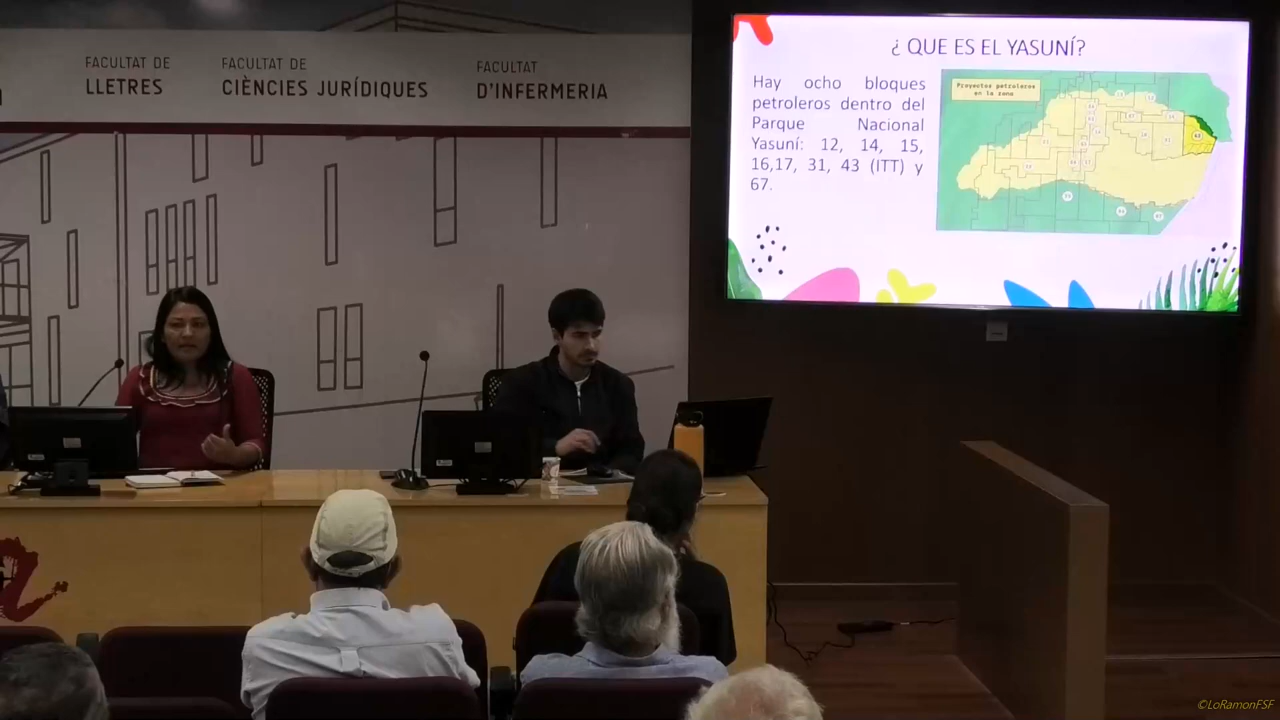 FACULTAT DE
LLETRES
FACULTAT DE
CIÈNCIES JURÍDIQUES
FACULTAT
D'INFERMERIA
¿ QUE ES EL YASUNÍ?
Hay ocho bloques
petroleros dentro del
Parque Nacional
Yasuní: 12, 14, 15,
16,17, 31, 43 (ITT) y
67.
Proyectos petroleros
en la zona
©LoRamonFSF